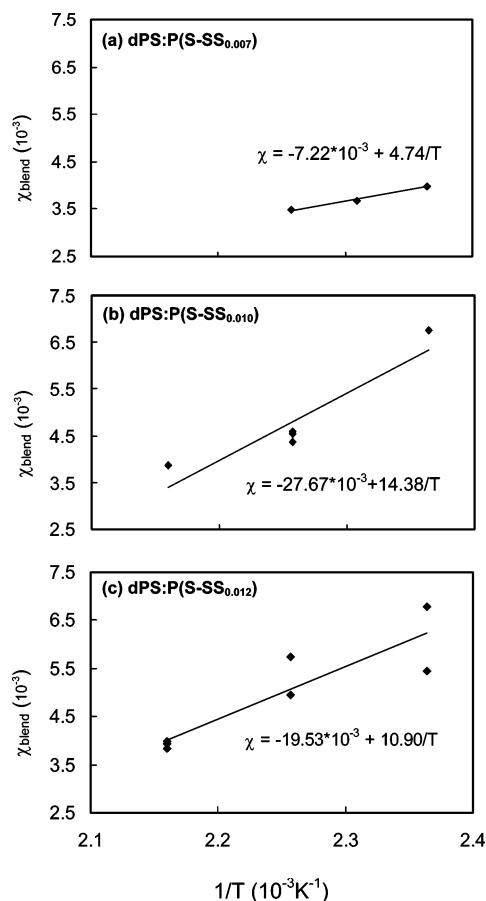 7.5
(a) dPS:P(S-SS0.007)
6.5
5.5
χ = -7.22*10-3 + 4.74/T
4.5
3.5
2.5
χblend (10-3)
7.5
(b) dPS:P(S-SS0.010)
6.5
5.5
4.5
χ = -27.67*10-3+14.38/T
3.5
2.5
χblend (10-3)
7.5
(c) dPS:P(S-SS0.012)
6.5
5.5
4.5
χ = -19.53*10-3 + 10.90/T
3.5
2.5
χblend (10-3)
2.1 2.2 2.3 2.4
1/T (10-3K-1)